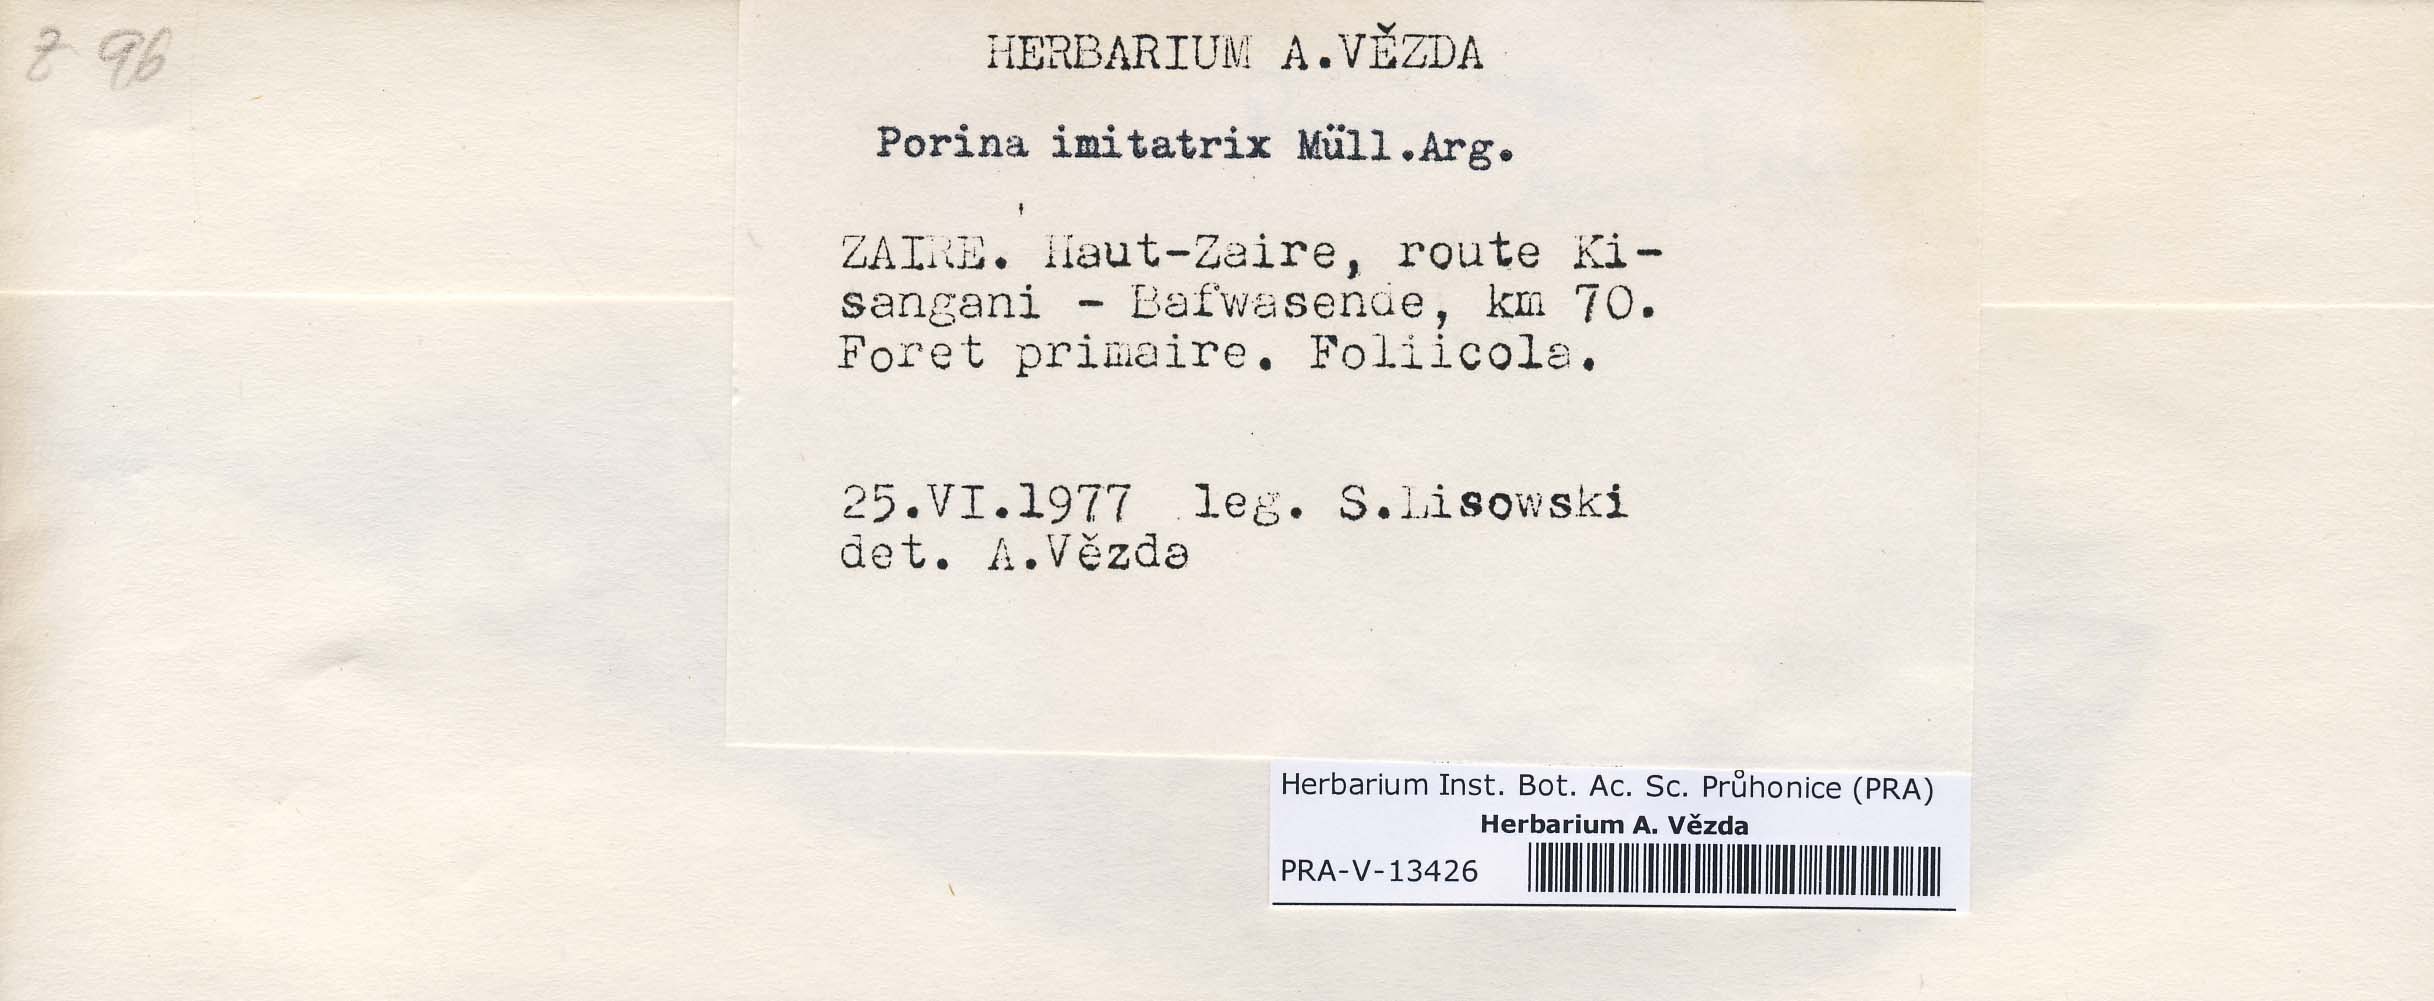 z 96
HERBARIUM A.VĚZDA
Porina imitatrix Müll.Arg.
ZAIRE. Haut-Zaire, route Ki-
sangani - Bafwasende, km 70.
Foret primaire. Foliicola.
25.VI.1977 leg. S.Lisowski
det. A.Vězda
Herbarium Inst. Bot. Ac. Sc. Průhonice (PRA)
Herbarium A. Vězda
PRA-V-13426